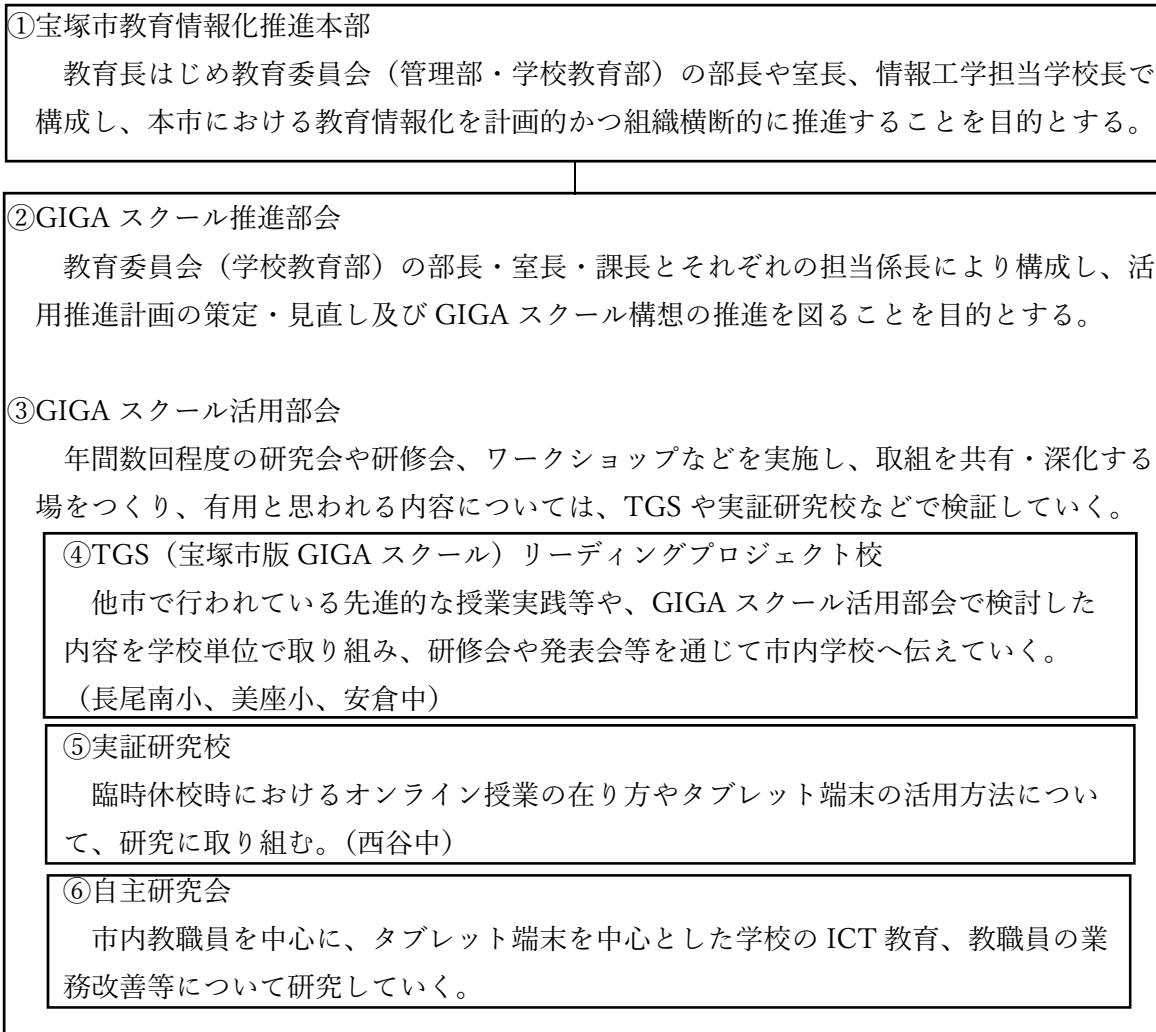 ①宝塚市教育情報化推進本部
教育長はじめ教育委員会（管理部・学校教育部）の部長や室長、情報工学担当学校長で
構成し、本市における教育情報化を計画的かつ組織横断的に推進することを目的とする。
②GIGA スクール推進部会
教育委員会（学校教育部）の部長・室長・課長とそれぞれの担当係長により構成し、活
用推進計画の策定・見直し及び GIGA スクール構想の推進を図ることを目的とする。
③GIGA スクール活用部会
年間数回程度の研究会や研修会、ワークショップなどを実施し、取組を共有・深化する
場をつくり、有用と思われる内容については、TGS や実証研究校などで検証していく。
④TGS（宝塚市版 GIGA スクール）リーディングプロジェクト校
他市で行われている先進的な授業実践等や、GIGA スクール活用部会で検討した
内容を学校単位で取り組み、研修会や発表会等を通じて市内学校へ伝えていく。
（長尾南小、美座小、安倉中）
⑤実証研究校
臨時休校時におけるオンライン授業の在り方やタブレット端末の活用方法につい
て、研究に取り組む。（西谷中）
⑥自主研究会
市内教職員を中心に、タブレット端末を中心とした学校の ICT 教育、教職員の業
務改善等について研究していく。